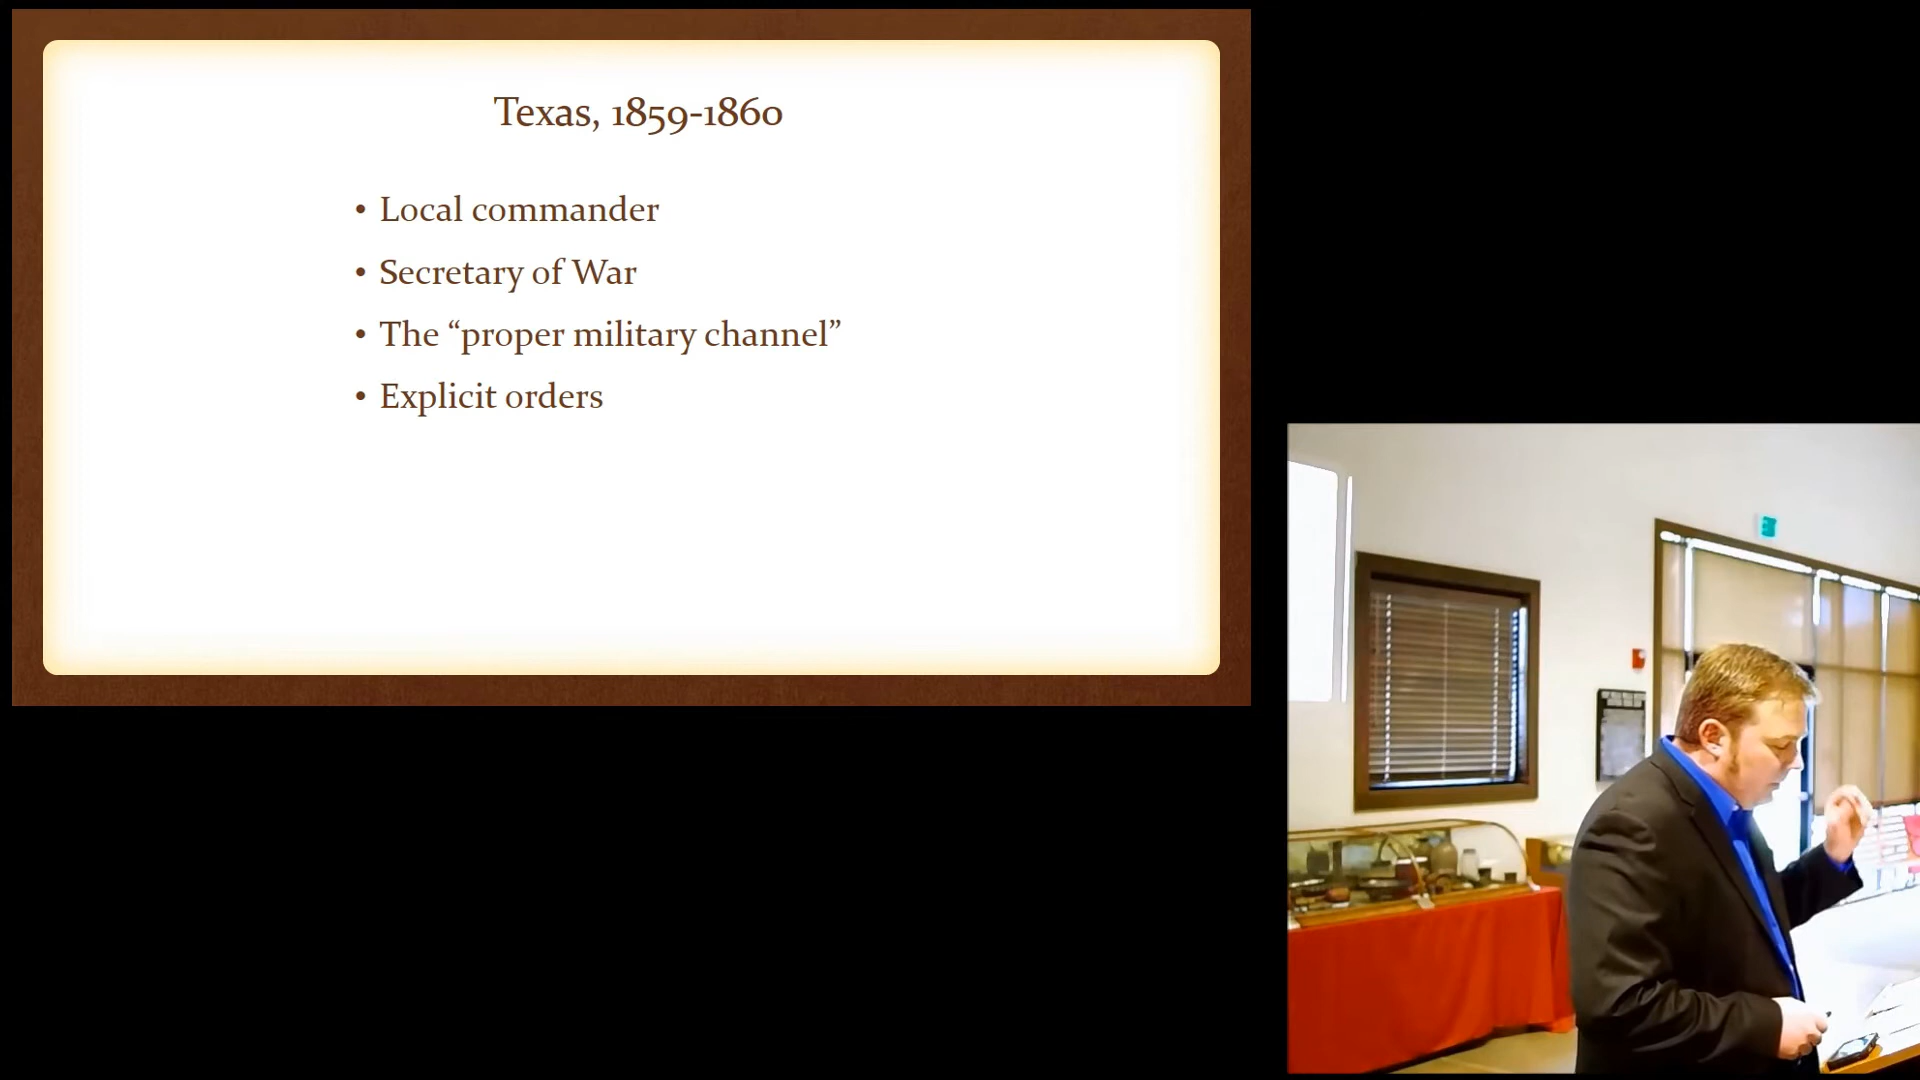 Texas, 1859-1860
• Local commander
• Secretary of War
• The “proper military channel”
• Explicit orders